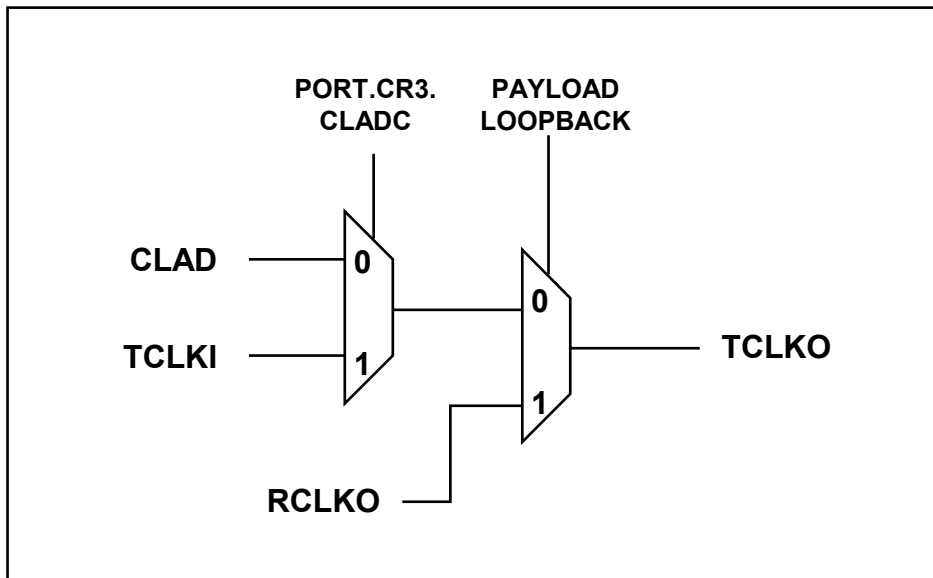 PORT.CR3.
CLADC
PAYLOAD
LOOPBACK
CLAD
0
TCLKI
1
0
1
TCLKO
RCLKO